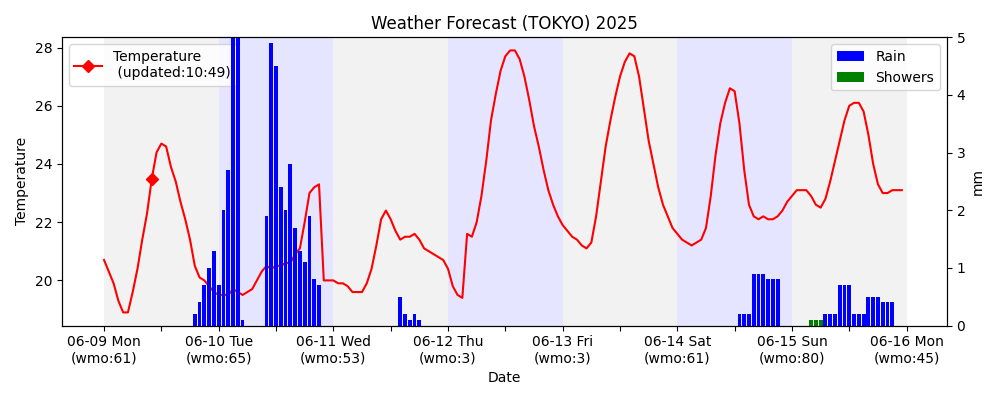 Weather Forecast (TOKYO) 2025
Temperature
(updated:10:49)
Rain
Showers
28
26
24
22
20
Temperature
5
4
3
2
1
0
mm
06-09 Mon
(wmo:61)
06-10 Tue
(wmo:65)
06-11 Wed
(wmo:53)
06-12 Thu
(wmo:3)
06-13 Fri
(wmo:3)
06-14 Sat
(wmo:61)
06-15 Sun
(wmo:80)
06-16 Mon
(wmo:45)
Date